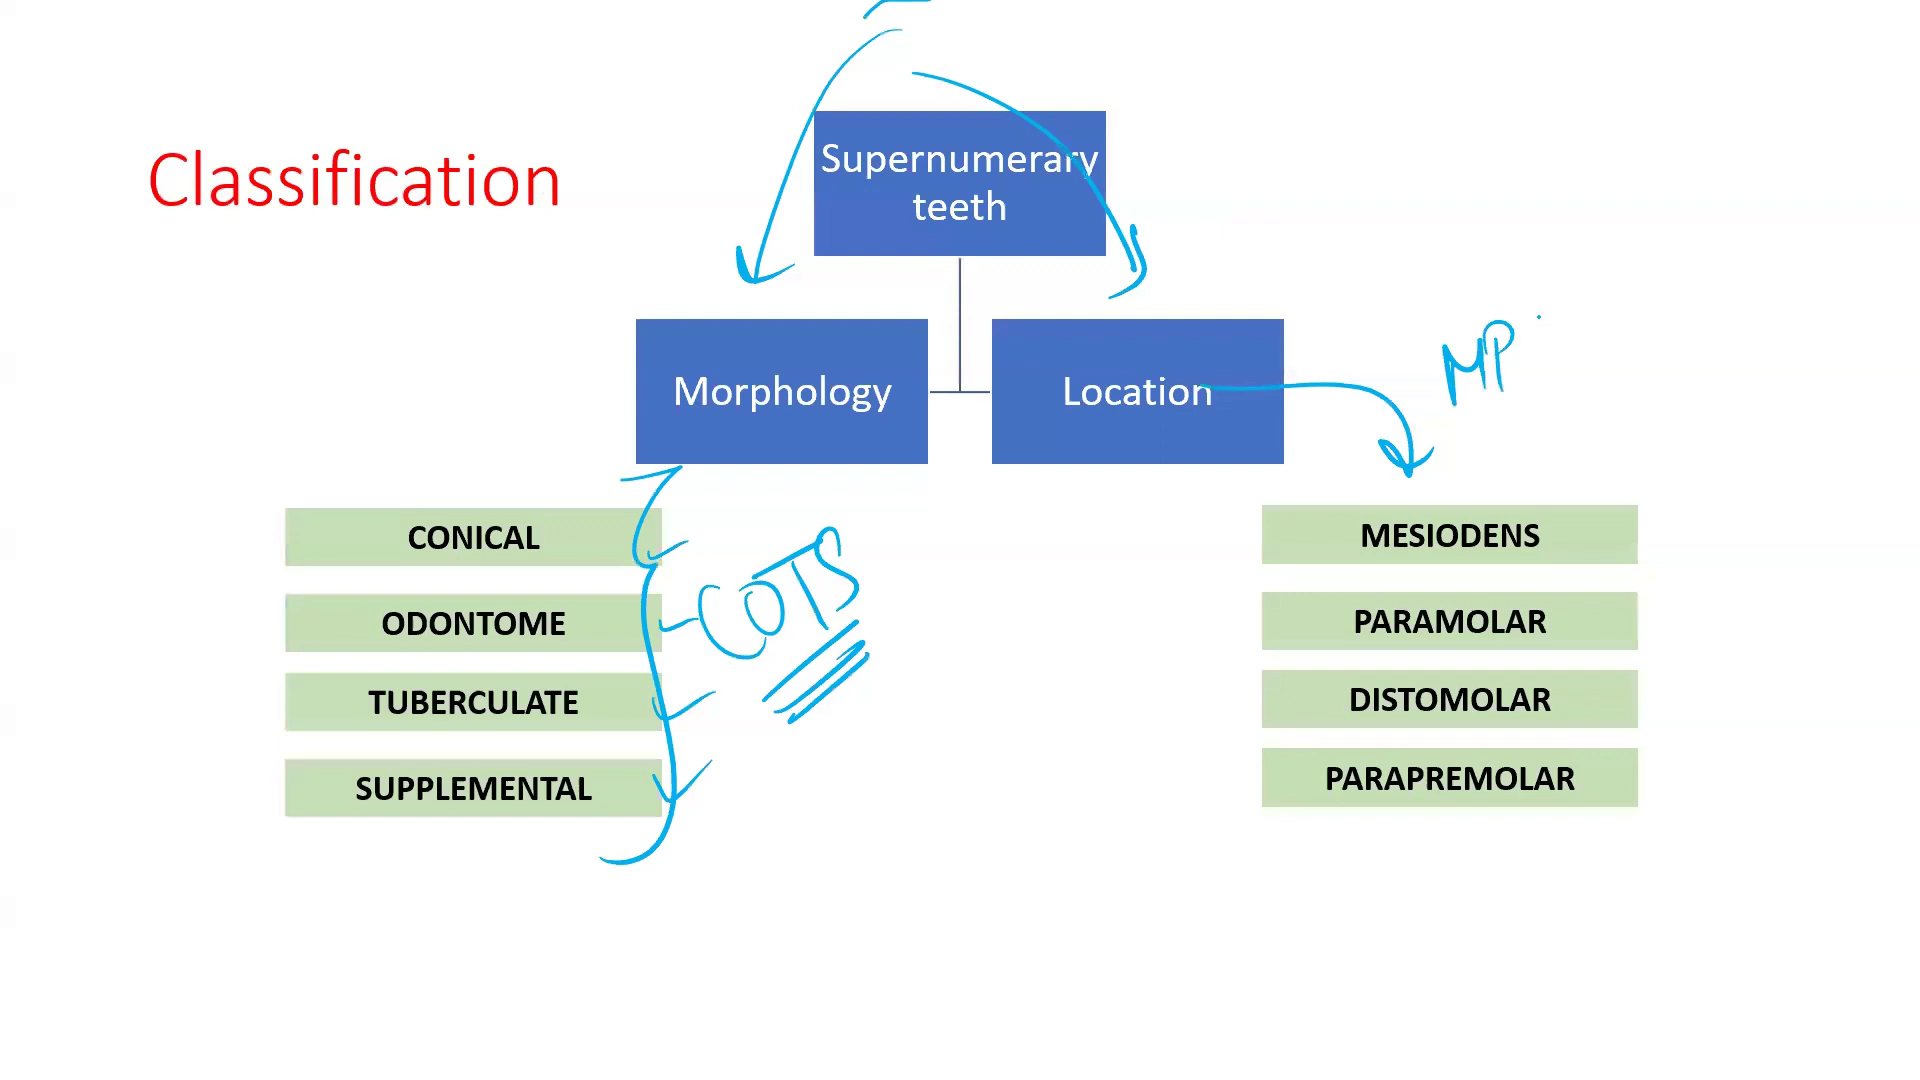 Classification
Supernumerary
teeth
Morphology
Location
MP
CONICAL
ODONTOME
TUBERCULATE
SUPPLEMENTAL
COTS
MESIODENS
PARAMOLAR
DISTOMOLAR
PARAPREMOLAR